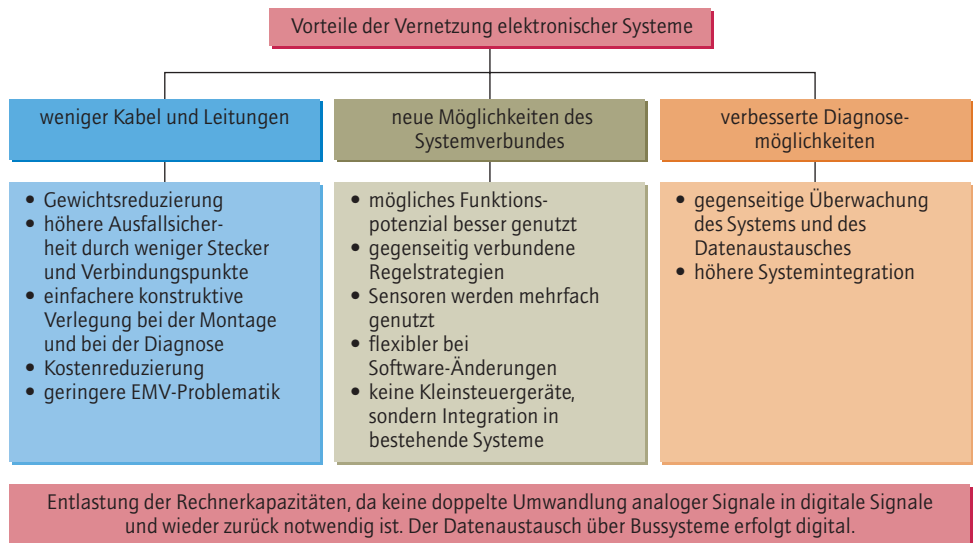 Vorteile der Vernetzung elektronischer Systeme
weniger Kabel und Leitungen
• Gewichtsreduzierung
• höhere Ausfallsicher-
heit durch weniger Stecker
und Verbindungspunkte
• einfachere konstruktive
Verlegung bei der Montage
und bei der Diagnose
• Kostenreduzierung
• geringere EMV-Problematik
neue Möglichkeiten des
Systemverbundes
• mögliches Funktions-
potenzial besser genutzt
• gegenseitig verbundene
Regelstrategien
• Sensoren werden mehrfach
genutzt
• flexibler bei
Software-Änderungen
• keine Kleinsteuergeräte,
sondern Integration in
bestehende Systeme
verbesserte Diagnose-
möglichkeiten
• gegenseitige Überwachung
des Systems und des
Datenaustausches
• höhere Systemintegration
Entlastung der Rechnerkapazitäten, da keine doppelte Umwandlung analoger Signale in digitale Signale
und wieder zurück notwendig ist. Der Datenaustausch über Bussysteme erfolgt digital.